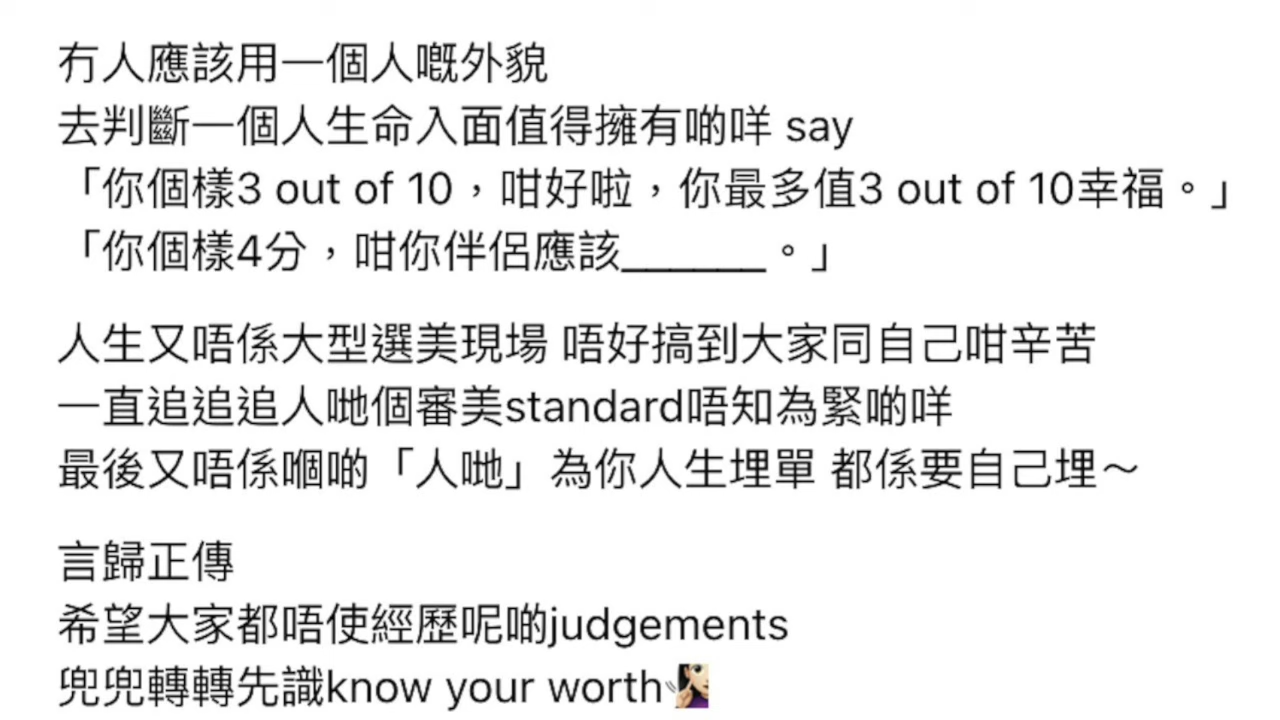 冇人應該用一個人嘅外貌
去判斷一個人生命入面值得擁有啲咩 say
「你個樣3 out of 10，咁好啦，你最多值3 out of 10幸福。」
「你個樣4分，咁你伴侶應該______。」
人生又唔係大型選美現場 唔好搞到大家同自己咁辛苦
一直追追追人哋個審美standard唔知為緊啲咩
最後又唔係嗰啲「人哋」為你人生埋單 都係要自己埋～
言歸正傳
希望大家都唔使經歷呢啲judgements
兜兜轉轉先識know your worth